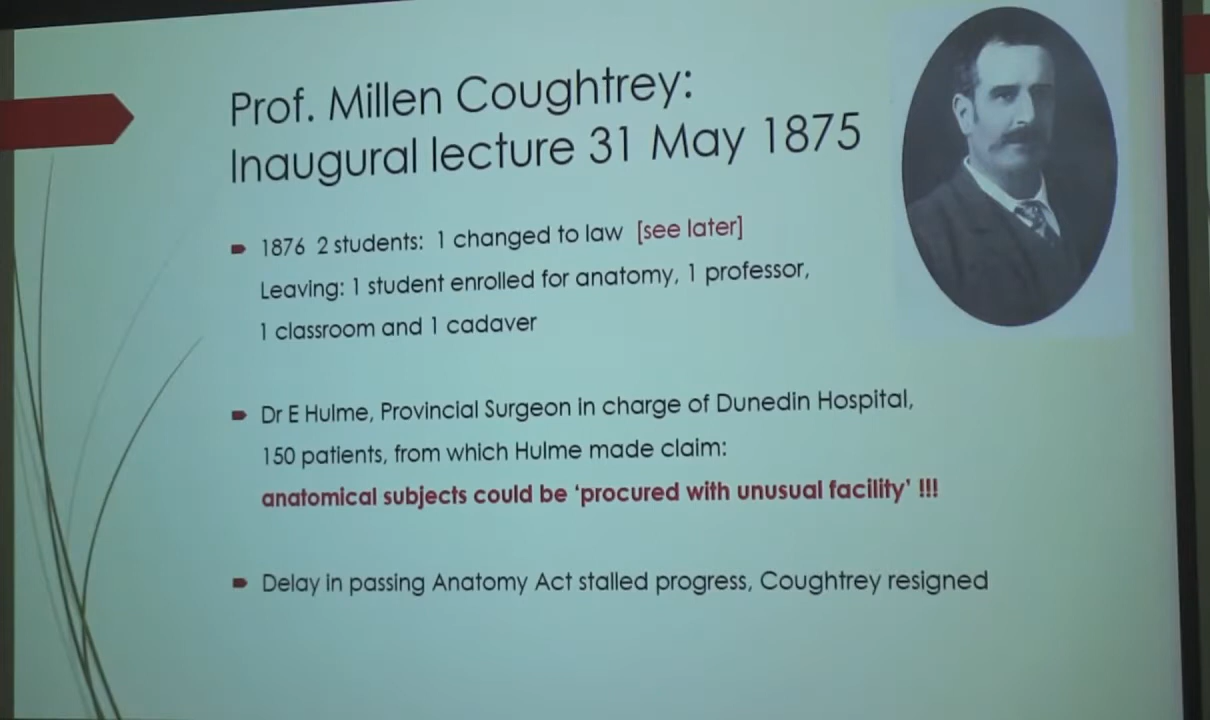 Prof. Millen Coughtrey:
Inaugural lecture 31 May 1875
1876 2 students: 1 changed to law [see later]
Leaving: 1 student enrolled for anatomy, 1 professor,
1 classroom and 1 cadaver
Dr E Hulme, Provincial Surgeon in charge of Dunedin Hospital,
150 patients, from which Hulme made claim:
anatomical subjects could be ‘procured with unusual facility’ !!!
Delay in passing Anatomy Act stalled progress, Coughtrey resigned